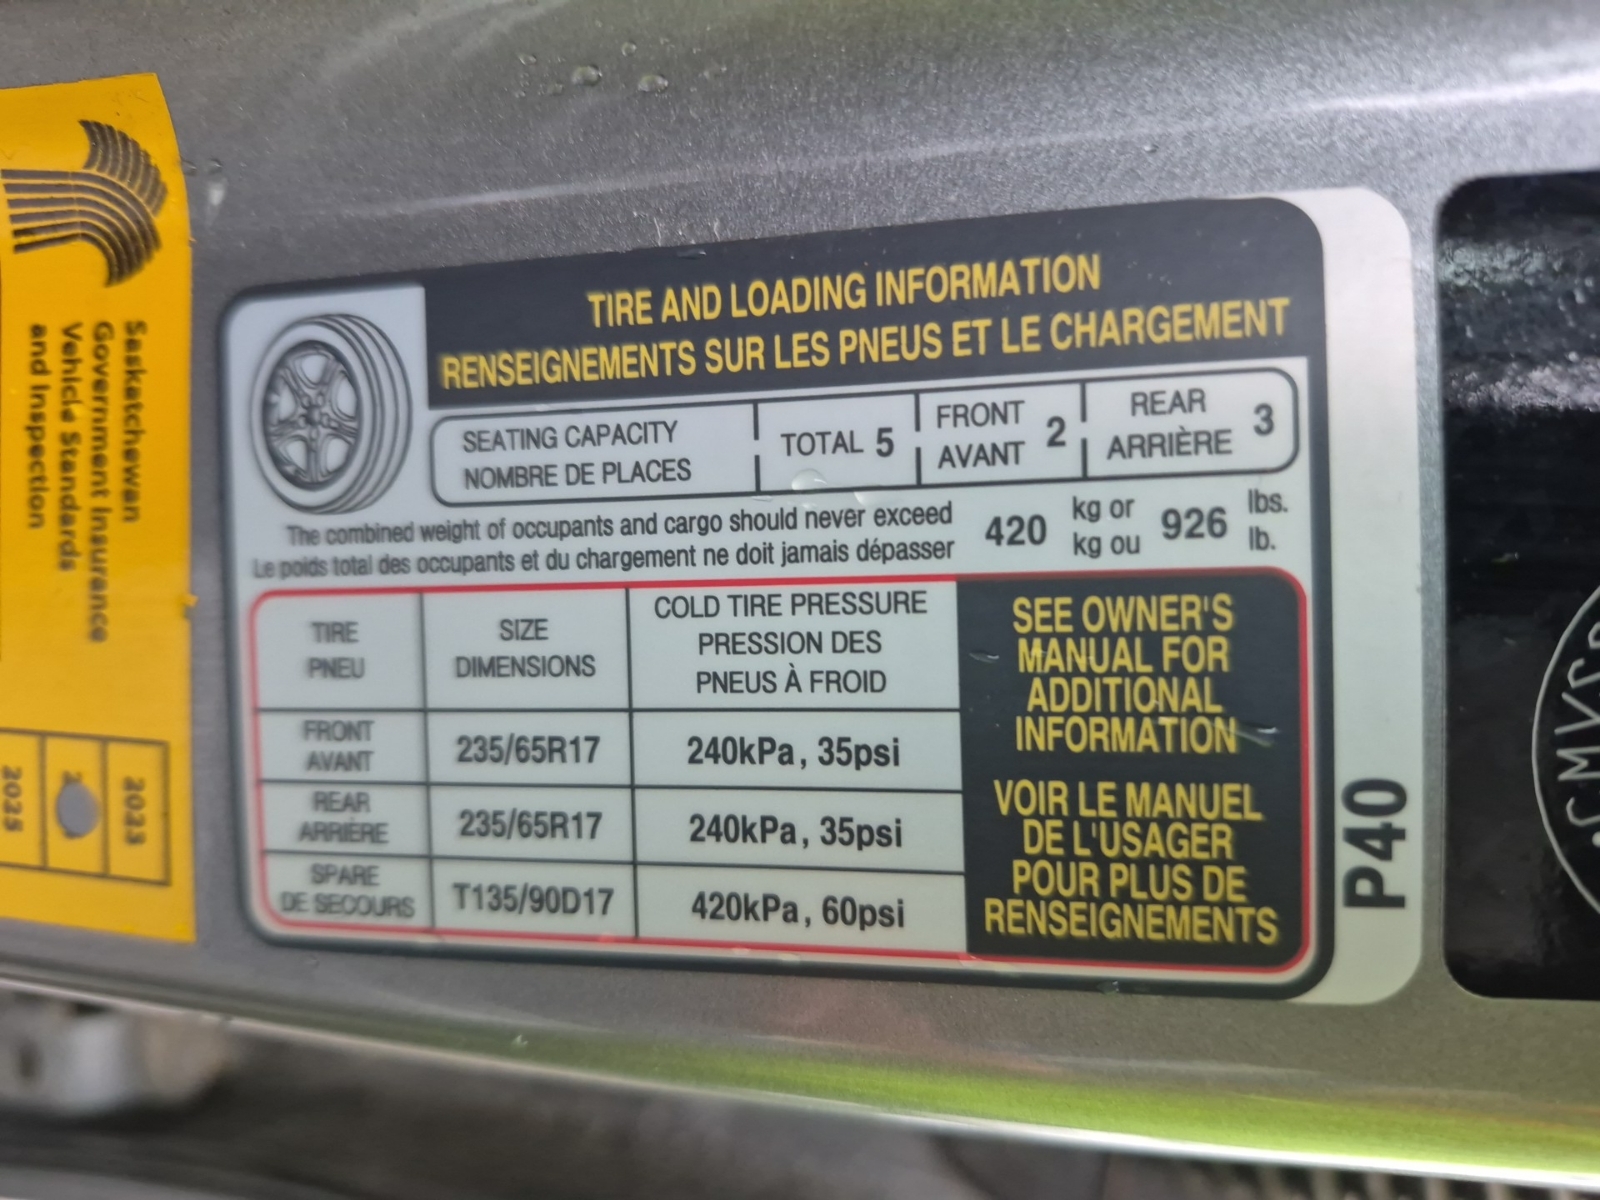 Saskatchewan
Government Insurance
Vehicle Standards
and Inspection
2023
2025
TIRE AND LOADING INFORMATION
RENSEIGNEMENTS SUR LES PNEUS ET LE CHARGEMENT
SEATING CAPACITY
NOMBRE DE PLACES
TOTAL 5
FRONT
AVANT
2
REAR
ARRIÈRE
3
The combined weight of occupants and cargo should never exceed
Le poids total des occupants et du chargement ne doit jamais dépasser
420
kg or
kg ou
926
lbs.
lb.
TIRE
PNEU
SIZE
DIMENSIONS
COLD TIRE PRESSURE
PRESSION DES
PNEUS À FROID
FRONT
AVANT
235/65R17
240kPa, 35psi
REAR
ARRIÈRE
235/65R17
240kPa, 35psi
SPARE
DE SECOURS
T135/90D17
420kPa, 60psi
SEE OWNER'S
MANUAL FOR
ADDITIONAL
INFORMATION
VOIR LE MANUEL
DE L'USAGER
POUR PLUS DE
RENSEIGNEMENTS
P40